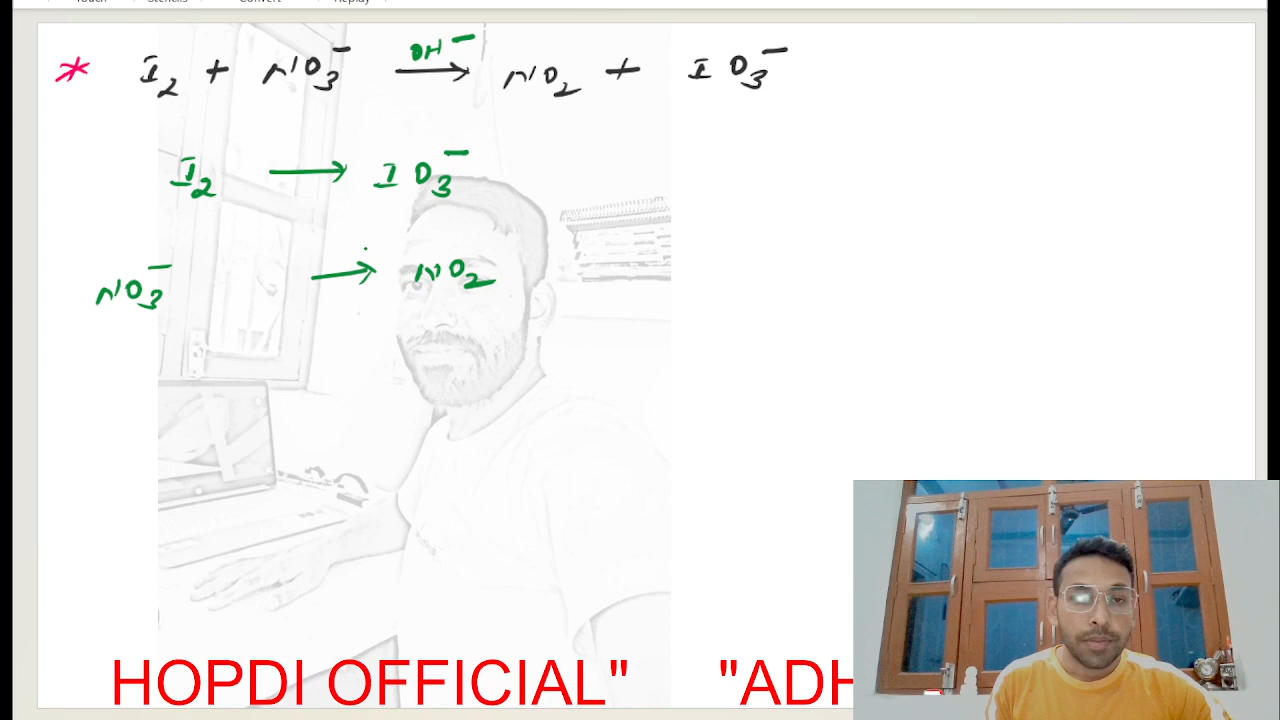 * I₂ + NO₃⁻ —OH⁻→ NO₂ + IO₃⁻
I₂ → IO₃⁻
NO₃⁻ → NO₂
HOPDI OFFICIAL" "ADH